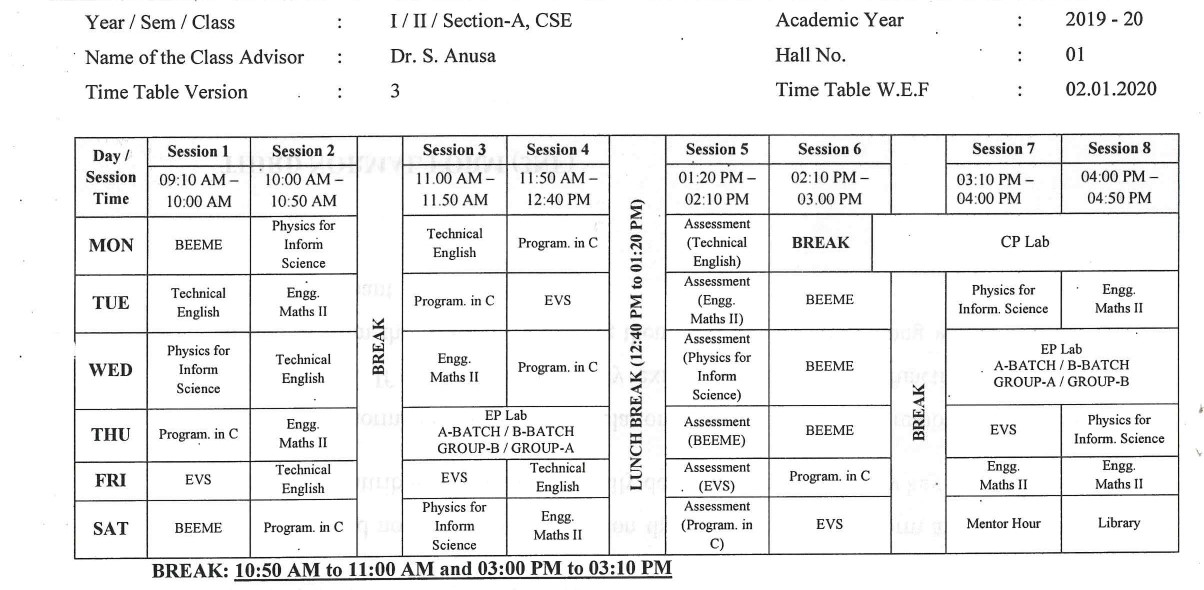 Year / Sem / Class : I / II / Section-A, CSE Academic Year : 2019 - 20
Name of the Class Advisor : Dr. S. Anusa Hall No. : 01
Time Table Version : 3 Time Table W.E.F : 02.01.2020
Day / Session Time
Session 1
09:10 AM –
10:00 AM
Session 2
10:00 AM –
10:50 AM
BREAK
Session 3
11.00 AM –
11.50 AM
Session 4
11:50 AM –
12:40 PM
LUNCH BREAK (12:40 PM to 01:20 PM)
Session 5
01:20 PM –
02:10 PM
Session 6
02:10 PM –
03.00 PM
BREAK
Session 7
03:10 PM –
04:00 PM
Session 8
04:00 PM –
04:50 PM
MON
BEEME
Physics for
Inform
Science
Technical
English
Program. in C
Assessment
(Technical
English)
BREAK
CP Lab
TUE
Technical
English
Engg.
Maths II
Program. in C
EVS
Assessment
(Engg.
Maths II)
BEEME
Physics for
Inform. Science
Engg.
Maths II
WED
Physics for
Inform
Science
Technical
English
Engg.
Maths II
Program. in C
Assessment
(Physics for
Inform
Science)
BEEME
EP Lab
A-BATCH / B-BATCH
GROUP-A / GROUP-B
THU
Program. in C
Engg.
Maths II
EP Lab
A-BATCH / B-BATCH
GROUP-B / GROUP-A
Assessment
(BEEME)
BEEME
EVS
Physics for
Inform. Science
FRI
EVS
Technical
English
EVS
Technical
English
Assessment
(EVS)
Program. in C
Engg.
Maths II
Engg.
Maths II
SAT
BEEME
Program. in C
Physics for
Inform
Science
Engg.
Maths II
Assessment
(Program. in
C)
EVS
Mentor Hour
Library
BREAK: 10:50 AM to 11:00 AM and 03:00 PM to 03:10 PM